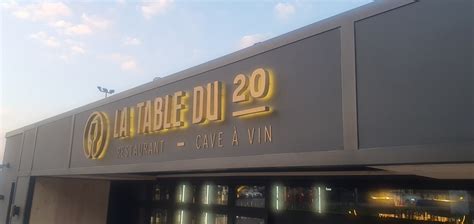 LA TABLE DU 20
RESTAURANT — CAVE À VIN